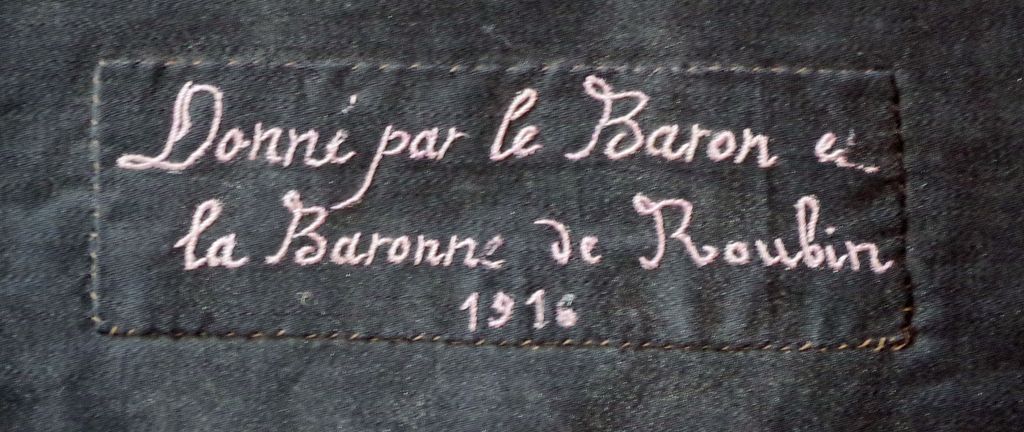 Donné par le Baron et
la Baronne de Roubin
1916